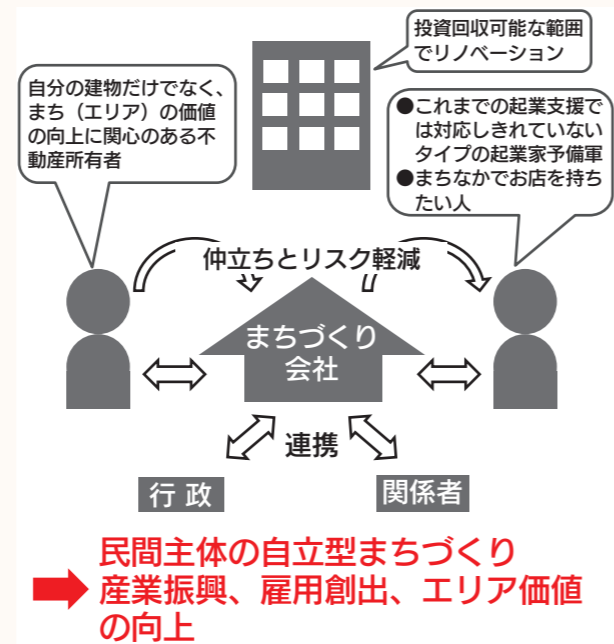 投資回収可能な範囲
でリノベーション
自分の建物だけでなく、
まち（エリア）の価値
の向上に関心のある不
動産所有者
●これまでの起業支援で
は対応しきれていない
タイプの起業家予備軍
●まちなかでお店を持ち
たい人
仲立ちとリスク軽減
まちづくり
会社
連携
行政
関係者
民間主体の自立型まちづくり
産業振興、雇用創出、エリア価値
の向上